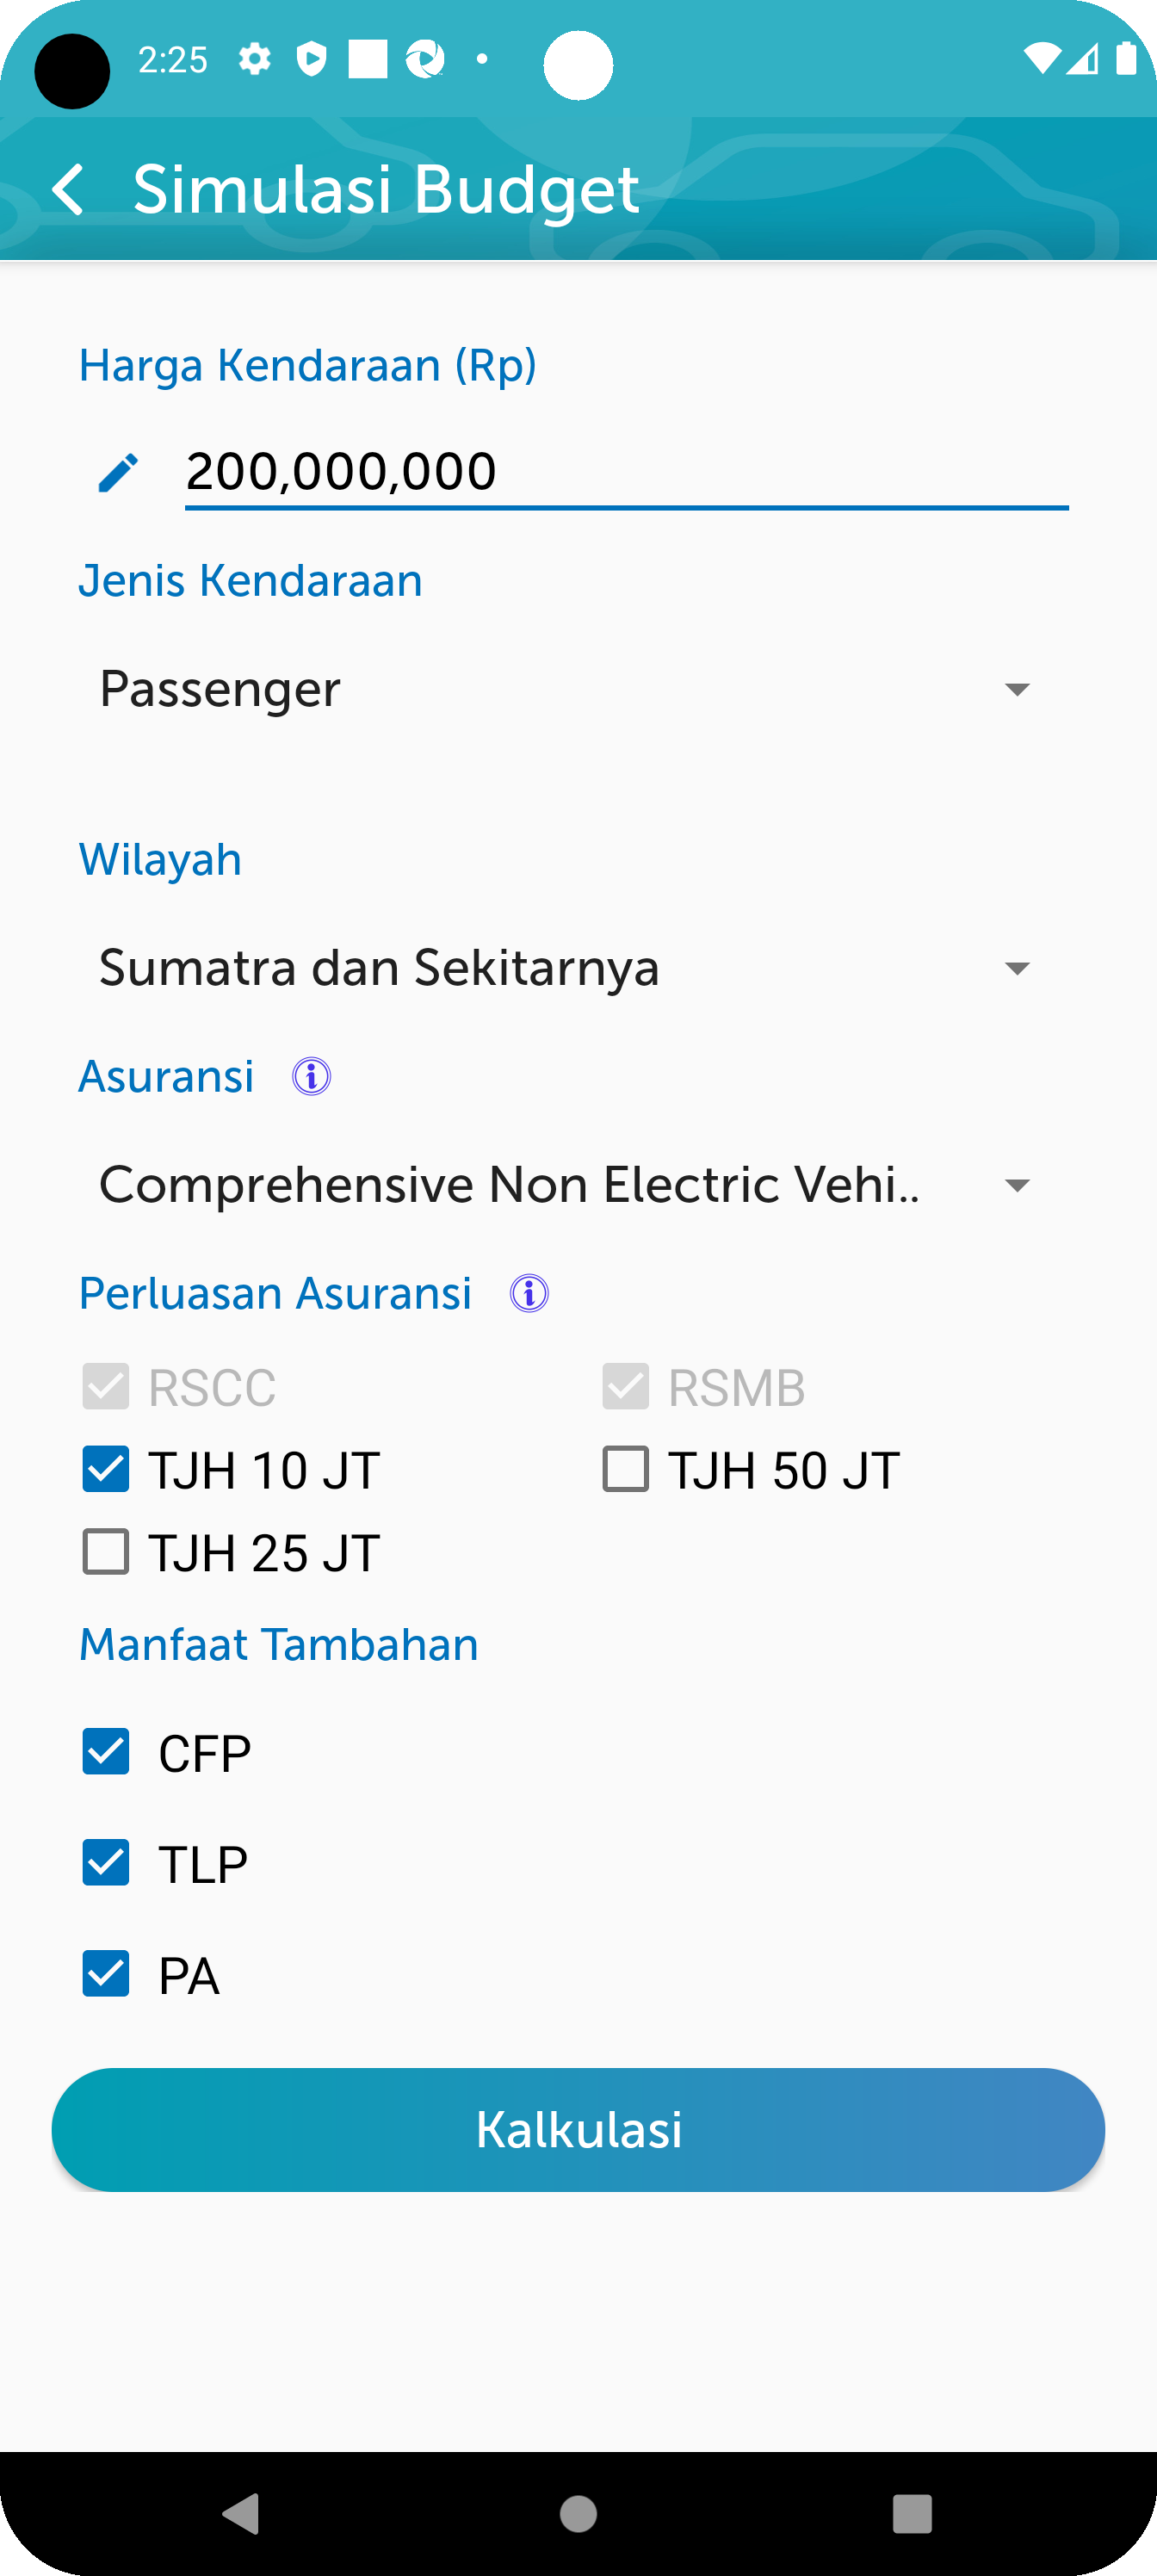 2:25
Simulasi Budget
Harga Kendaraan (Rp)
200,000,000
Jenis Kendaraan
Passenger
Wilayah
Sumatra dan Sekitarnya
Asuransi
Comprehensive Non Electric Vehi..
Perluasan Asuransi
RSCC RSMB
TJH 10 JT TJH 50 JT
TJH 25 JT
Manfaat Tambahan
CFP
TLP
PA
Kalkulasi